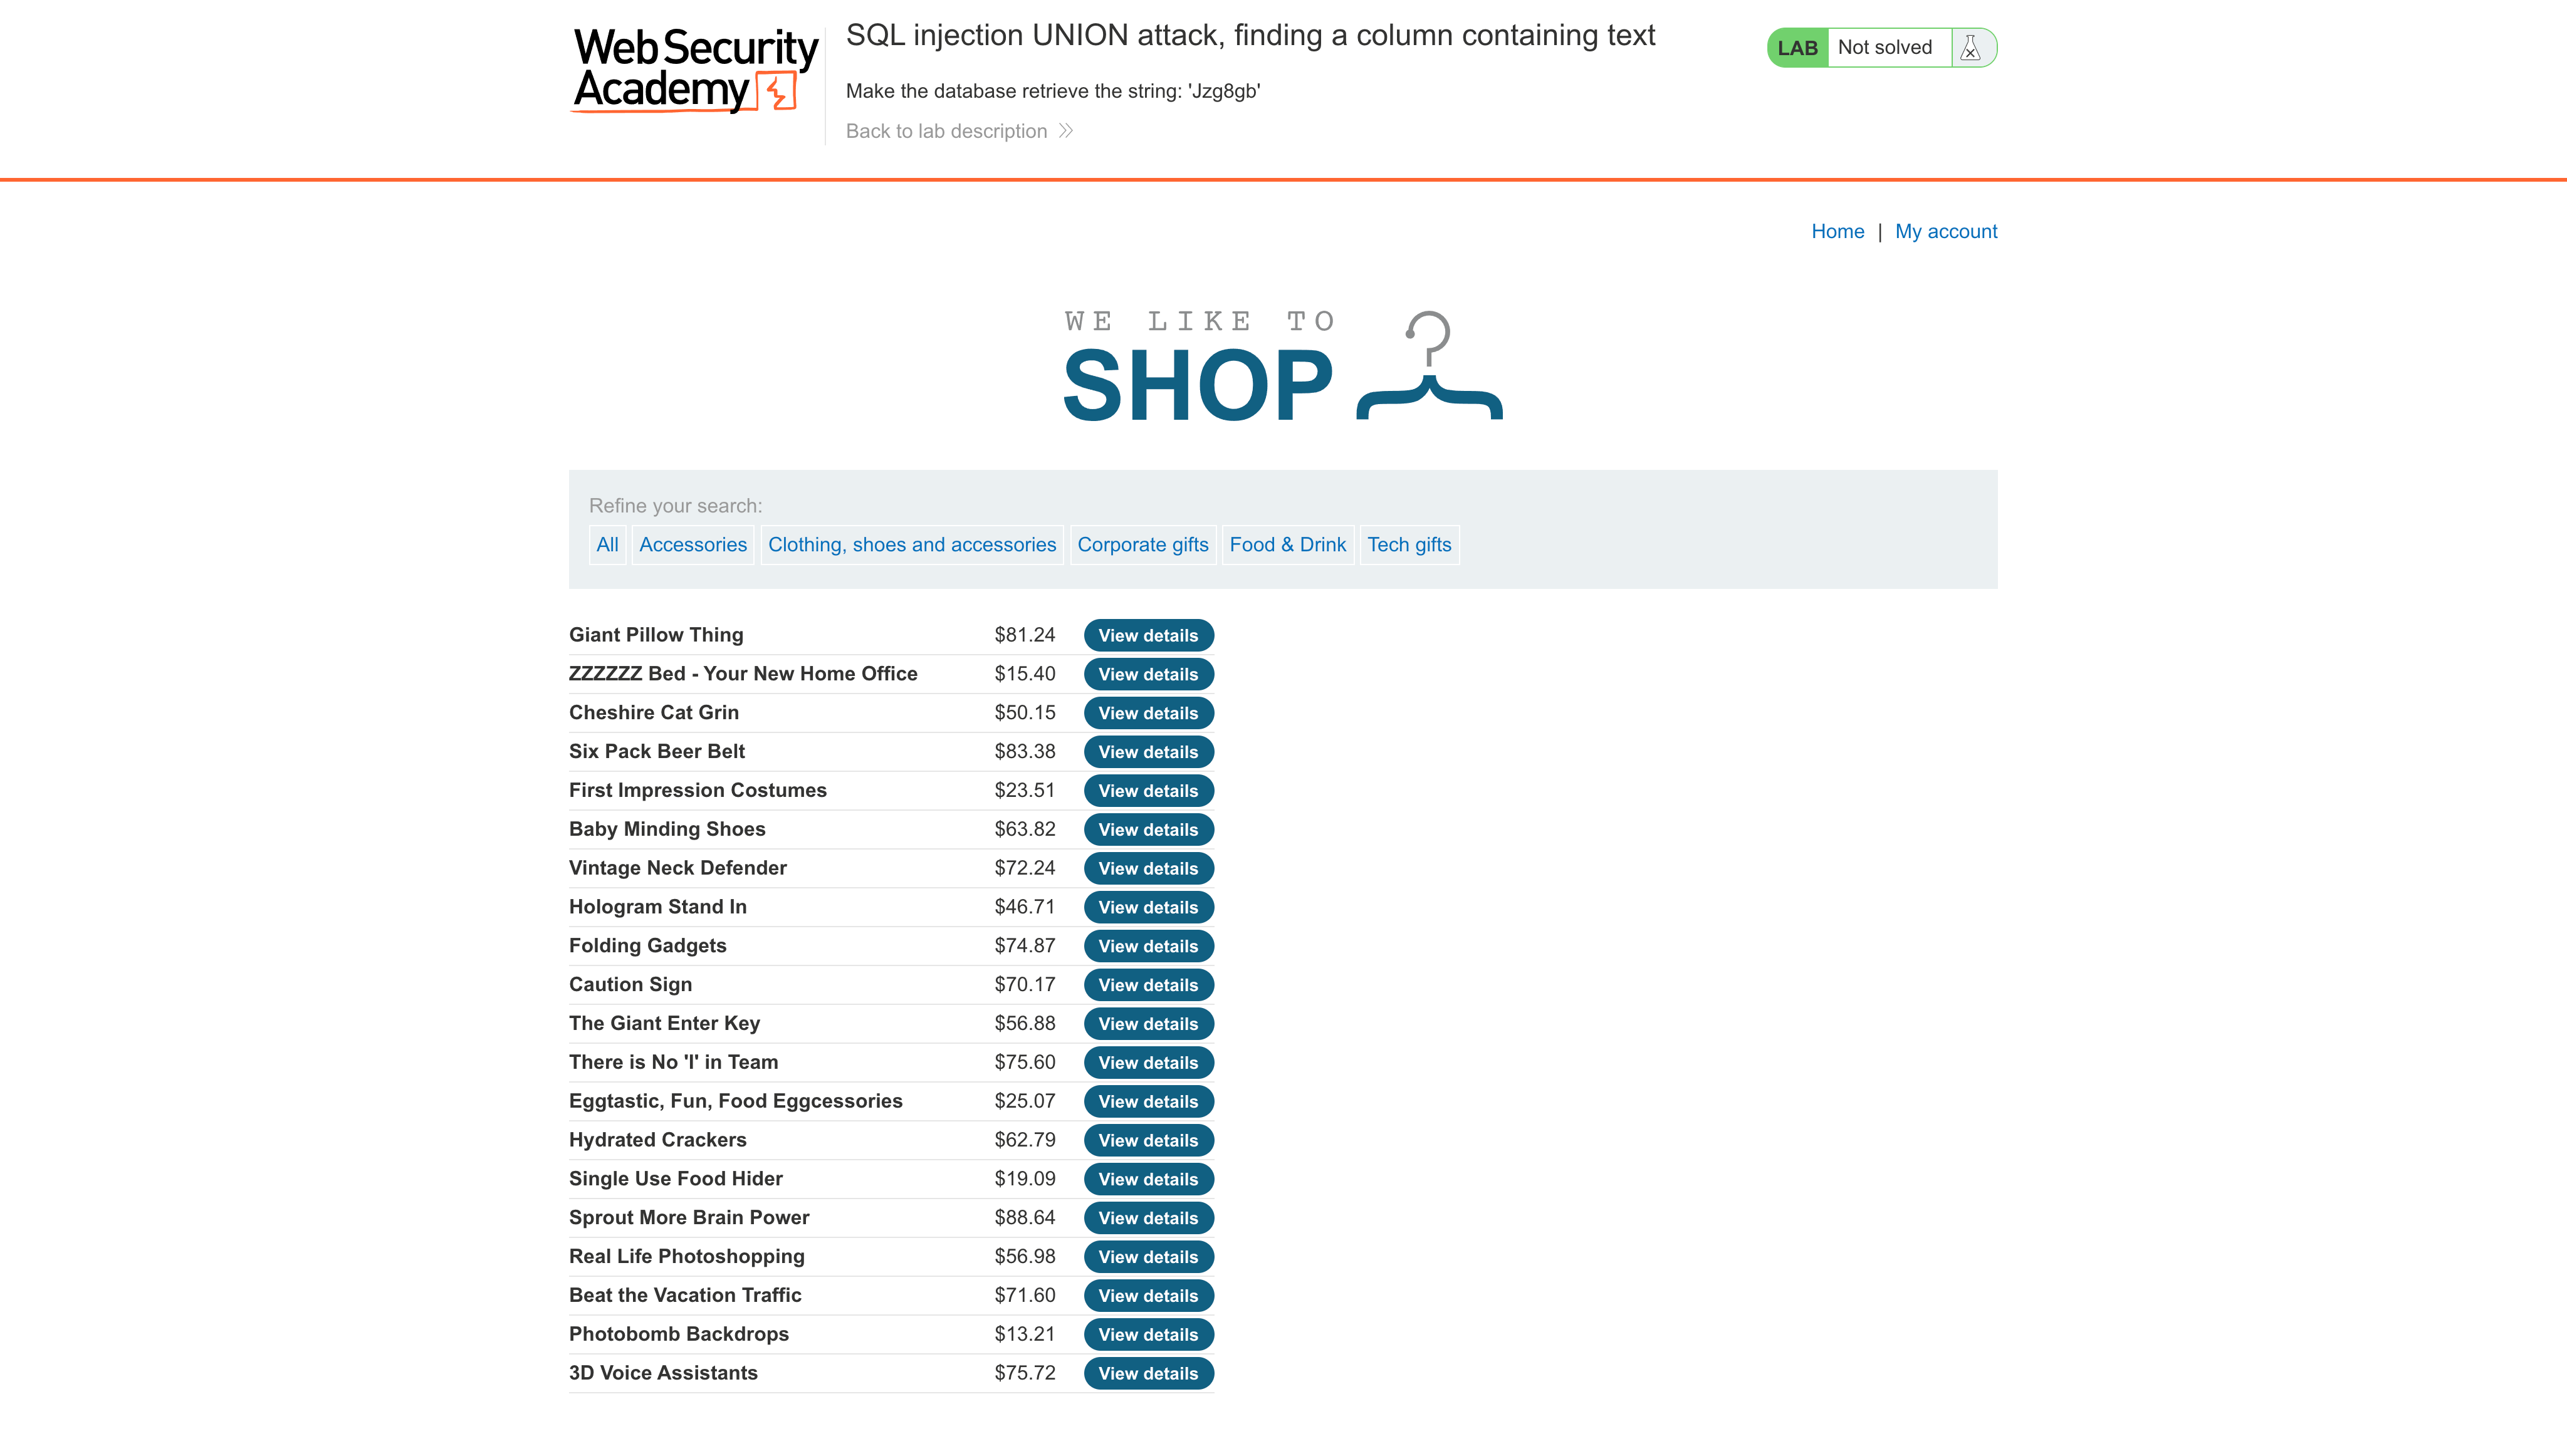 Web Security
Academy
SQL injection UNION attack, finding a column containing text
Make the database retrieve the string: 'Jzg8gb'
Back to lab description
LAB Not solved
Home | My account
WE LIKE TO
SHOP
Refine your search:
All Accessories Clothing, shoes and accessories Corporate gifts Food & Drink Tech gifts
Giant Pillow Thing $81.24 View details
ZZZZZZ Bed - Your New Home Office $15.40 View details
Cheshire Cat Grin $50.15 View details
Six Pack Beer Belt $83.38 View details
First Impression Costumes $23.51 View details
Baby Minding Shoes $63.82 View details
Vintage Neck Defender $72.24 View details
Hologram Stand In $46.71 View details
Folding Gadgets $74.87 View details
Caution Sign $70.17 View details
The Giant Enter Key $56.88 View details
There is No 'I' in Team $75.60 View details
Eggtastic, Fun, Food Eggcessories $25.07 View details
Hydrated Crackers $62.79 View details
Single Use Food Hider $19.09 View details
Sprout More Brain Power $88.64 View details
Real Life Photoshopping $56.98 View details
Beat the Vacation Traffic $71.60 View details
Photobomb Backdrops $13.21 View details
3D Voice Assistants $75.72 View details